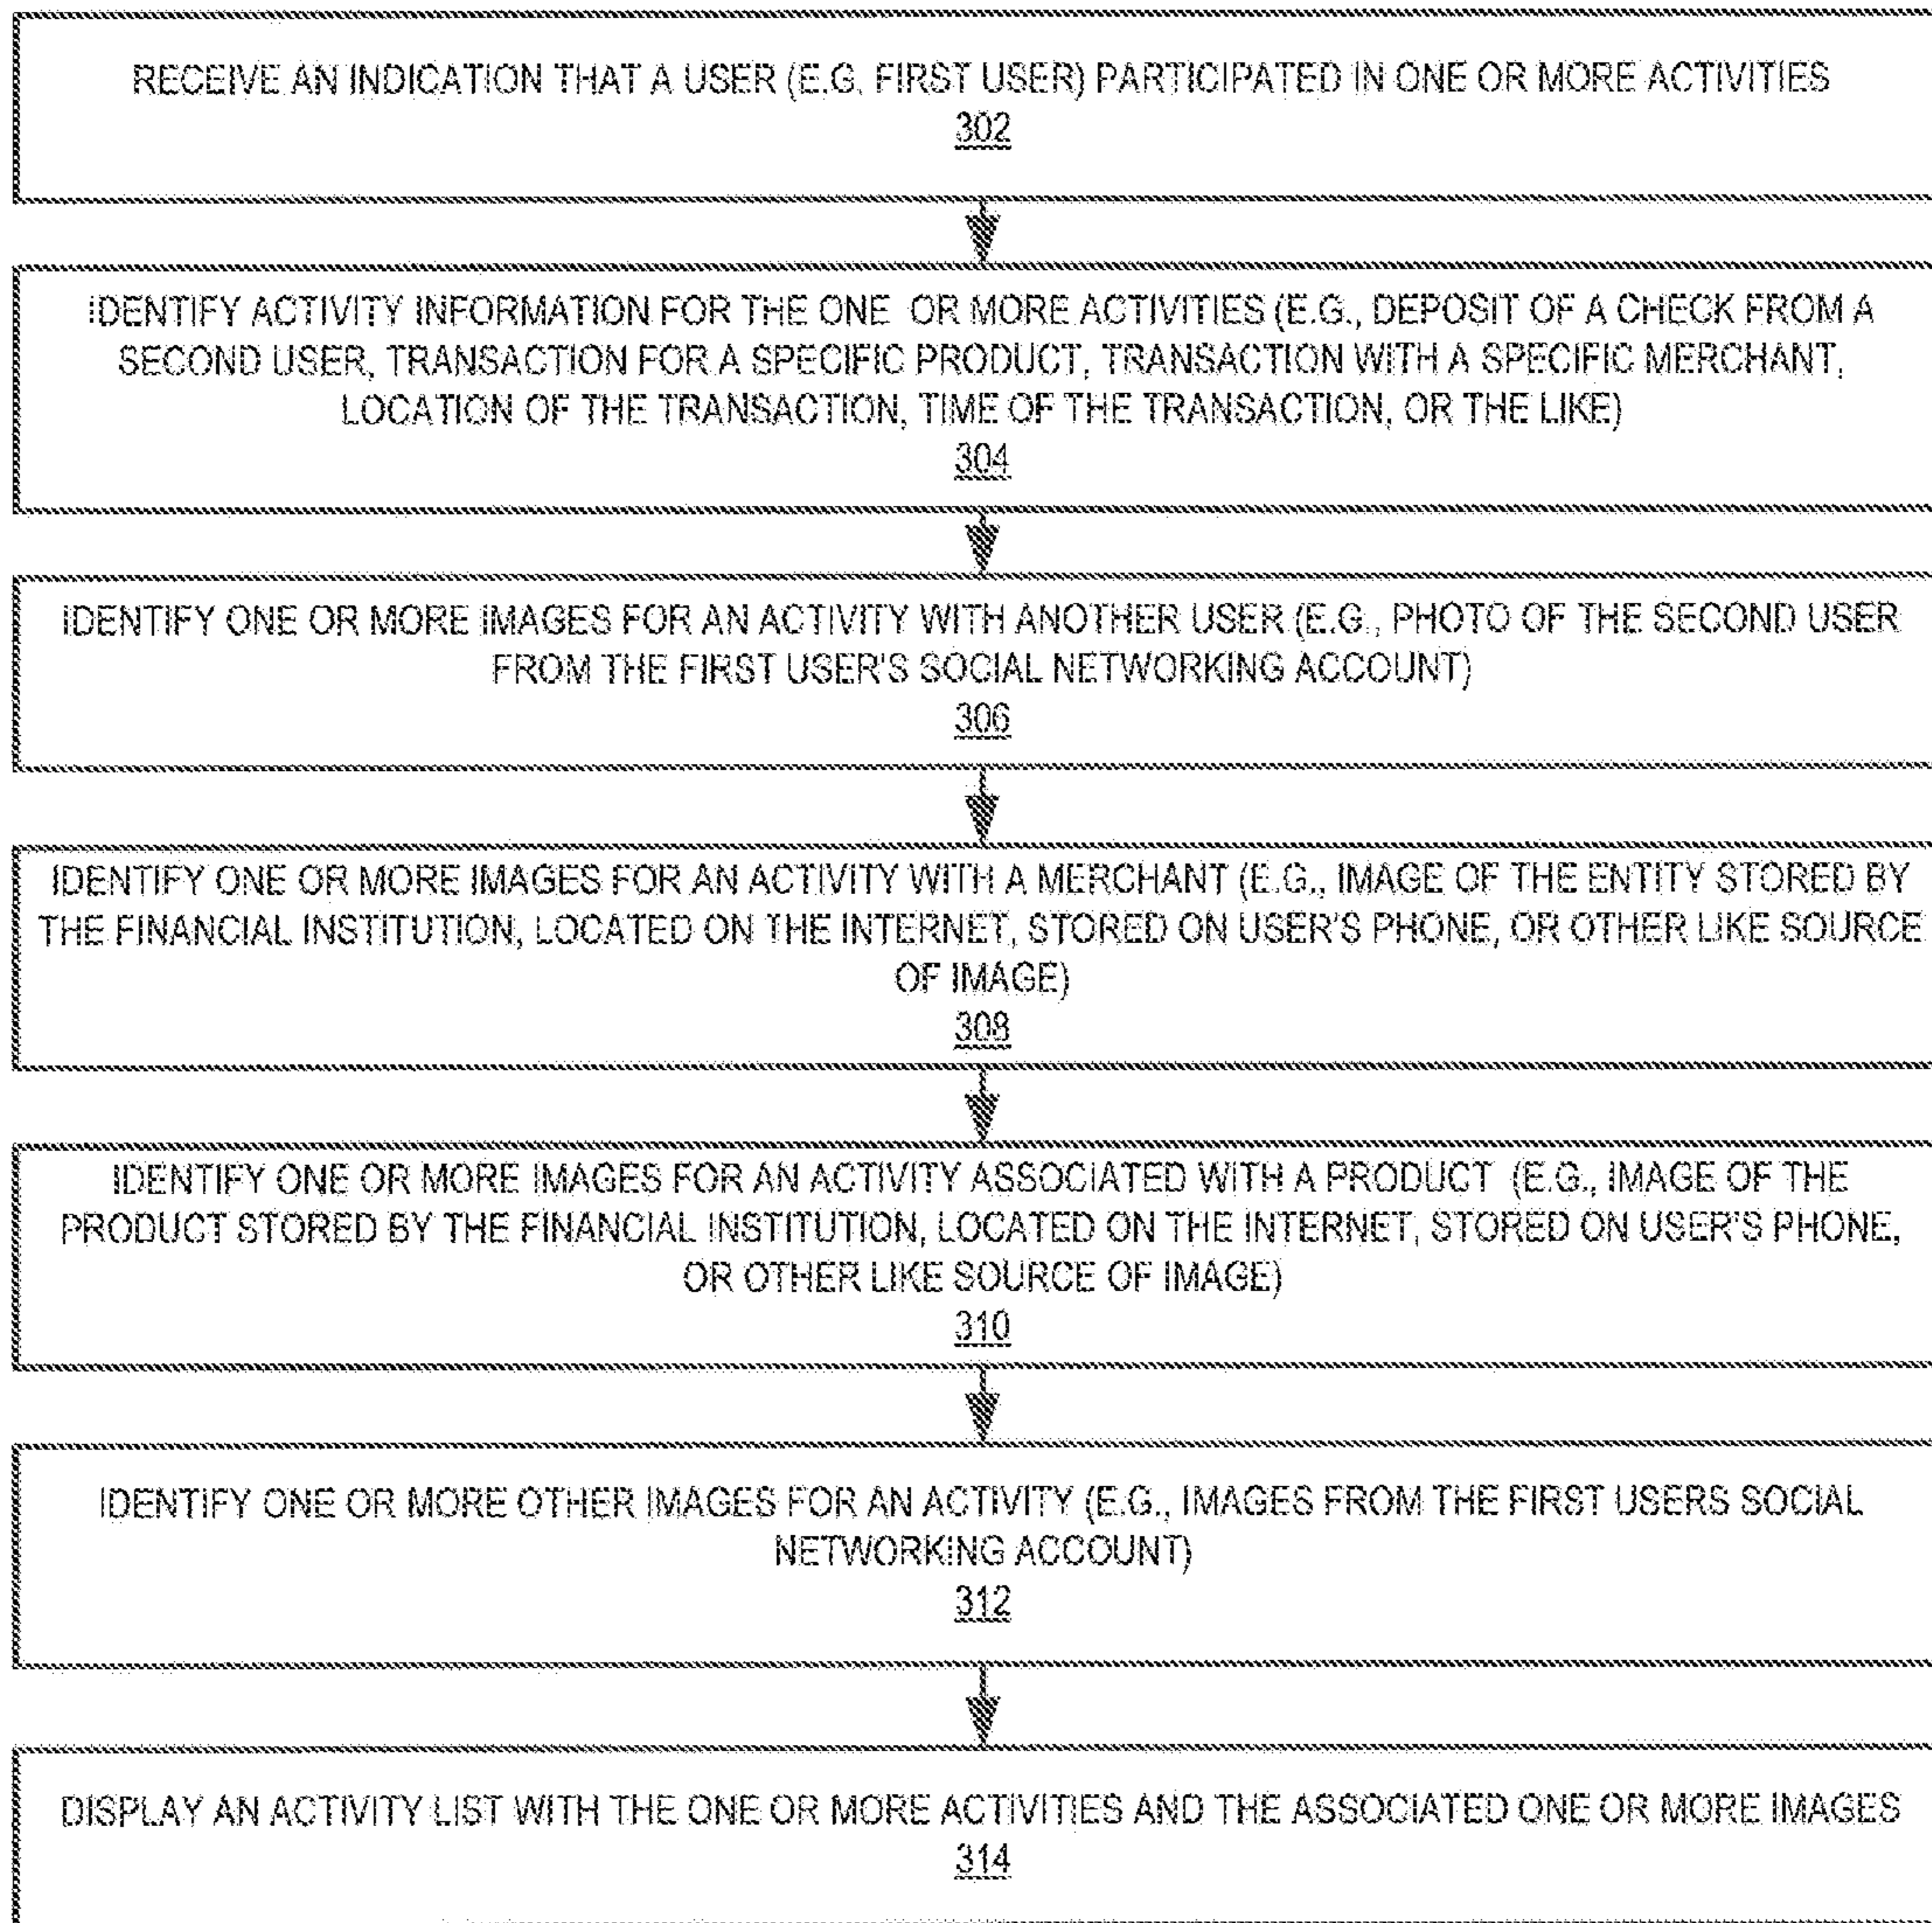 RECEIVE AN INDICATION THAT A USER (E.G. FIRST USER) PARTICIPATED IN ONE OR MORE ACTIVITIES
302
IDENTIFY ACTIVITY INFORMATION FOR THE ONE OR MORE ACTIVITIES (E.G., DEPOSIT OF A CHECK FROM A
SECOND USER, TRANSACTION FOR A SPECIFIC PRODUCT, TRANSACTION WITH A SPECIFIC MERCHANT,
LOCATION OF THE TRANSACTION, TIME OF THE TRANSACTION, OR THE LIKE)
304
IDENTIFY ONE OR MORE IMAGES FOR AN ACTIVITY WITH ANOTHER USER (E.G., PHOTO OF THE SECOND USER
FROM THE FIRST USER'S SOCIAL NETWORKING ACCOUNT)
306
IDENTIFY ONE OR MORE IMAGES FOR AN ACTIVITY WITH A MERCHANT (E.G., IMAGE OF THE ENTITY STORED BY
THE FINANCIAL INSTITUTION, LOCATED ON THE INTERNET, STORED ON USER'S PHONE, OR OTHER LIKE SOURCE
OF IMAGE)
308
IDENTIFY ONE OR MORE IMAGES FOR AN ACTIVITY ASSOCIATED WITH A PRODUCT (E.G., IMAGE OF THE
PRODUCT STORED BY THE FINANCIAL INSTITUTION, LOCATED ON THE INTERNET, STORED ON USER'S PHONE,
OR OTHER LIKE SOURCE OF IMAGE)
310
IDENTIFY ONE OR MORE OTHER IMAGES FOR AN ACTIVITY (E.G., IMAGES FROM THE FIRST USERS SOCIAL
NETWORKING ACCOUNT)
312
DISPLAY AN ACTIVITY LIST WITH THE ONE OR MORE ACTIVITIES AND THE ASSOCIATED ONE OR MORE IMAGES
314